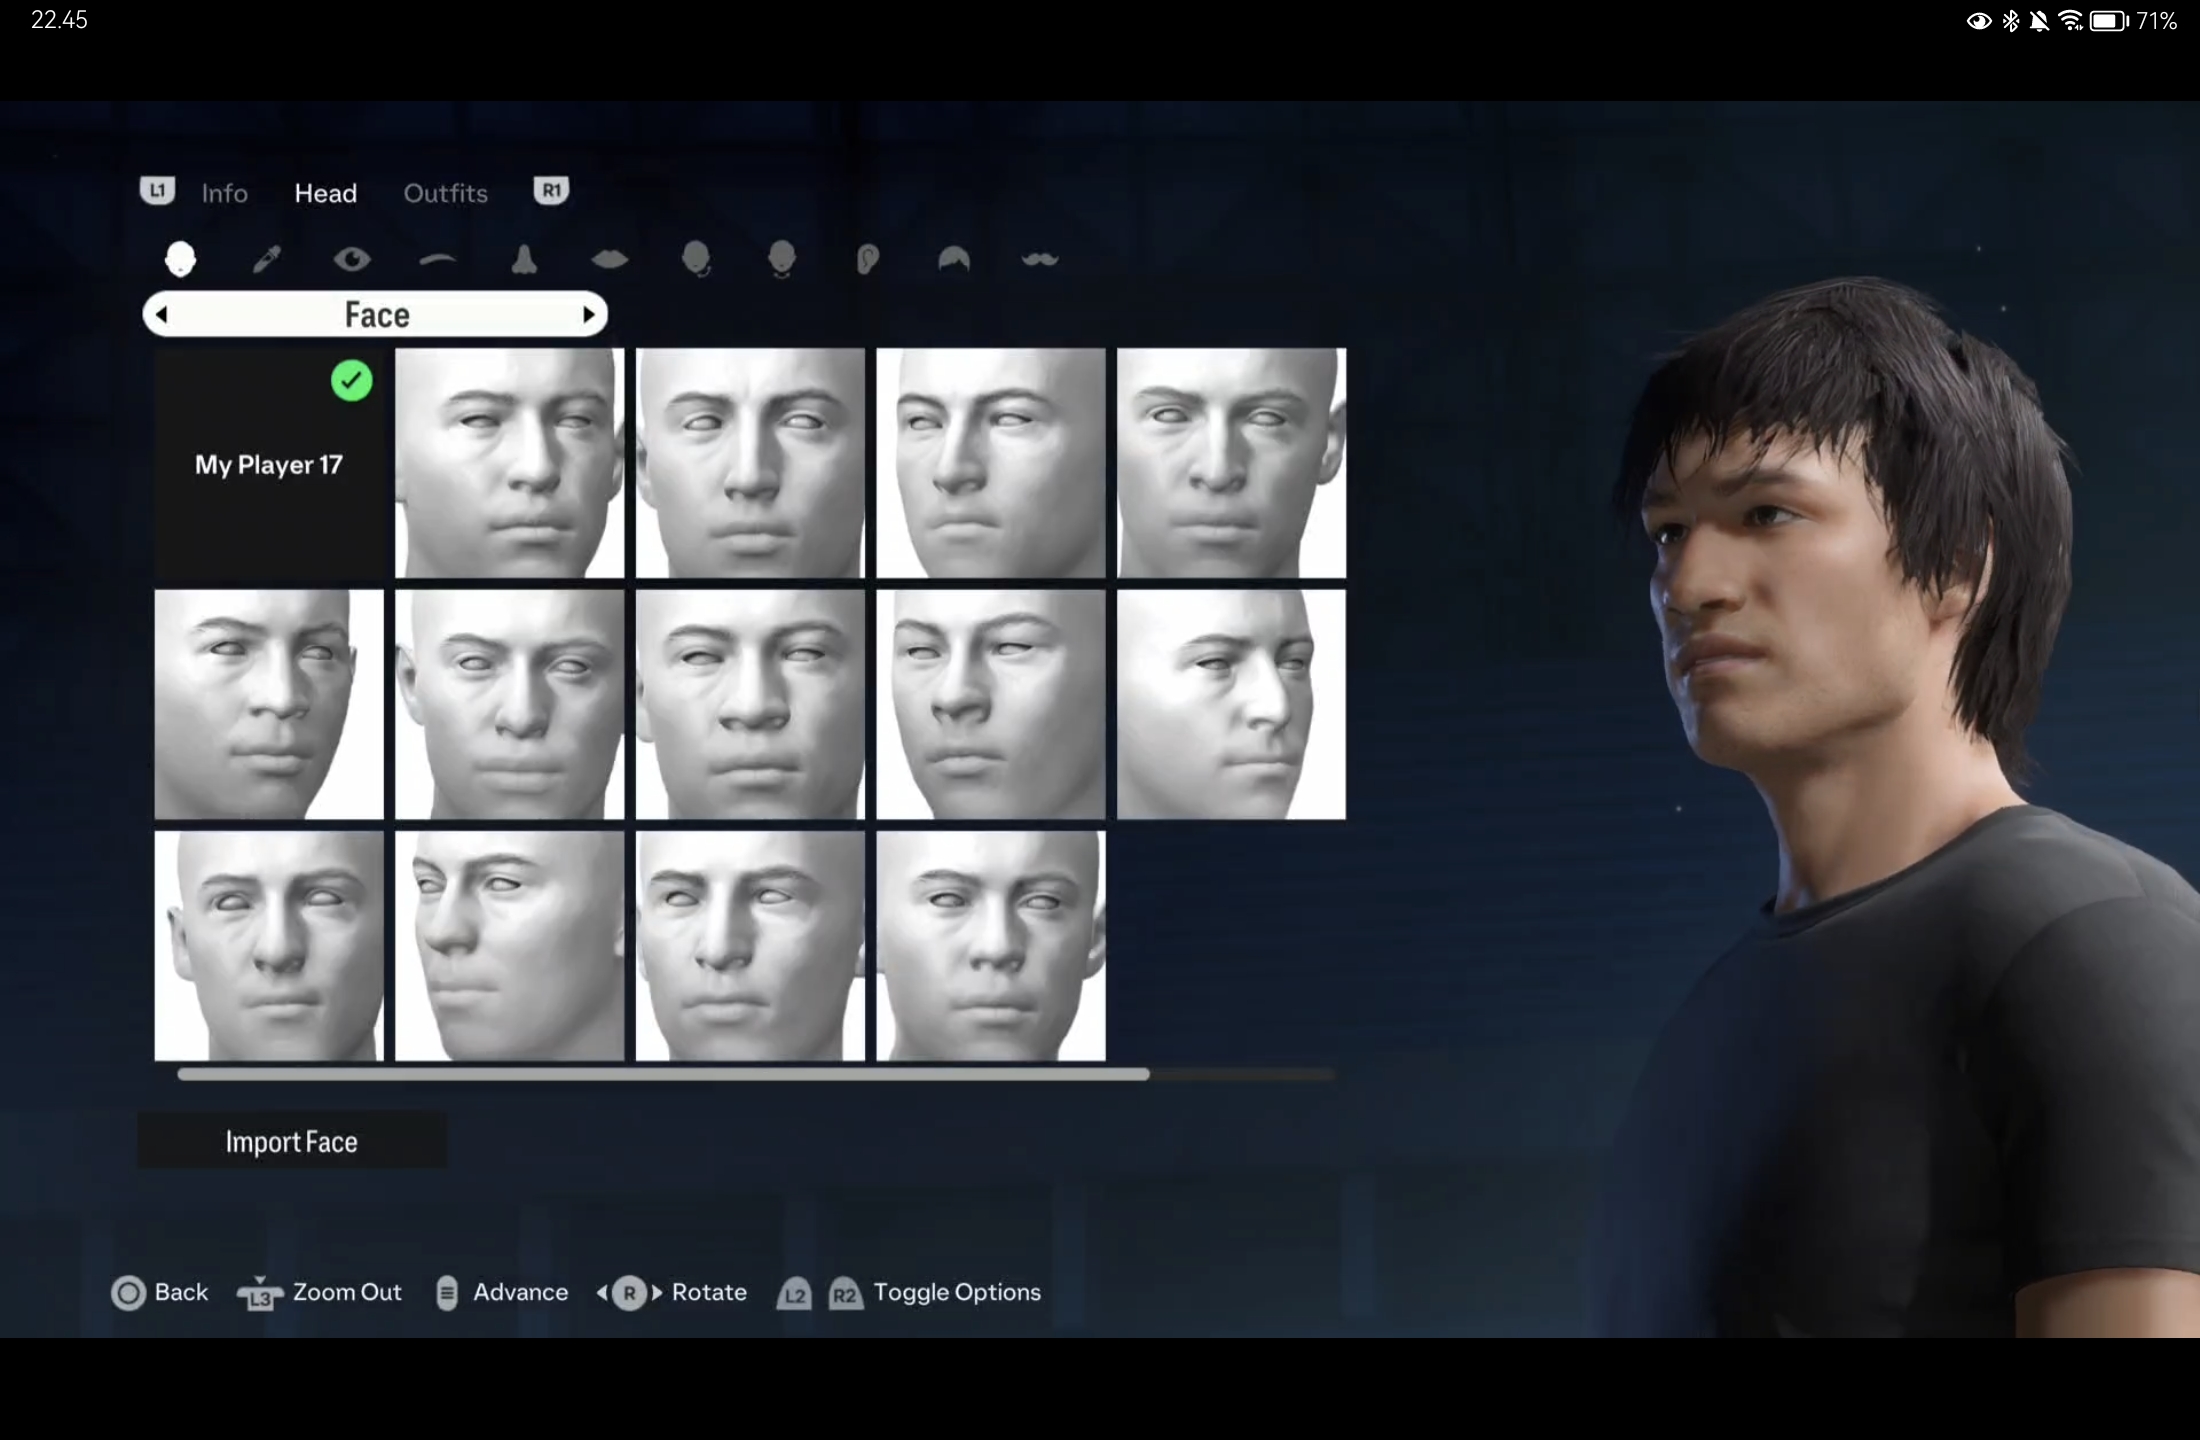 22.45
71%
L1 Info Head Outfits R1
Face
My Player 17
Import Face
Back L3 Zoom Out Advance R Rotate L2 R2 Toggle Options